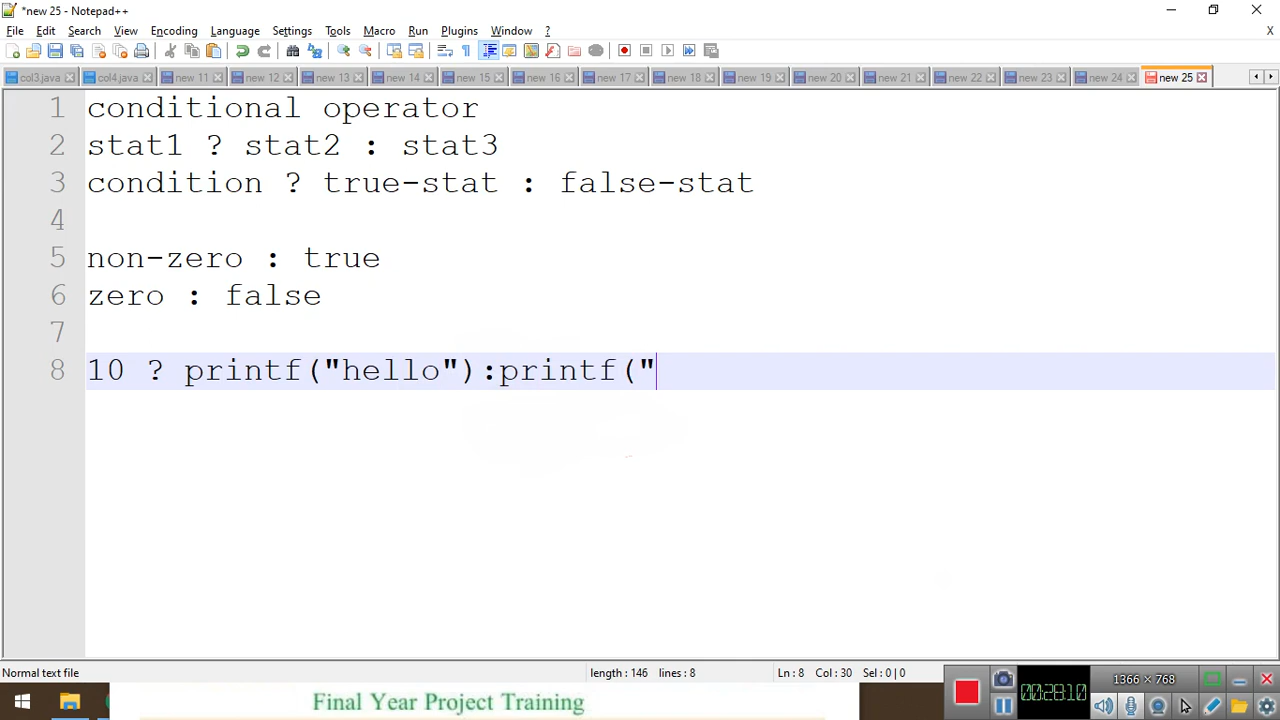 *new 25 - Notepad++
File Edit Search View Encoding Language Settings Tools Macro Run Plugins Window ? X
col3.java col4.java new 11 new 12 new 13 new 14 new 15 new 16 new 17 new 18 new 19 new 20 new 21 new 22 new 23 new 24 new 25
1 conditional operator
2 stat1 ? stat2 : stat3
3 condition ? true-stat : false-stat
4
5 non-zero : true
6 zero : false
7
8 10 ? printf("hello"):printf("
Normal text file length : 146 lines : 8 Ln : 8 Col : 30 Sel : 0 | 0
00:28:10 1366 × 768
Final Year Project Training